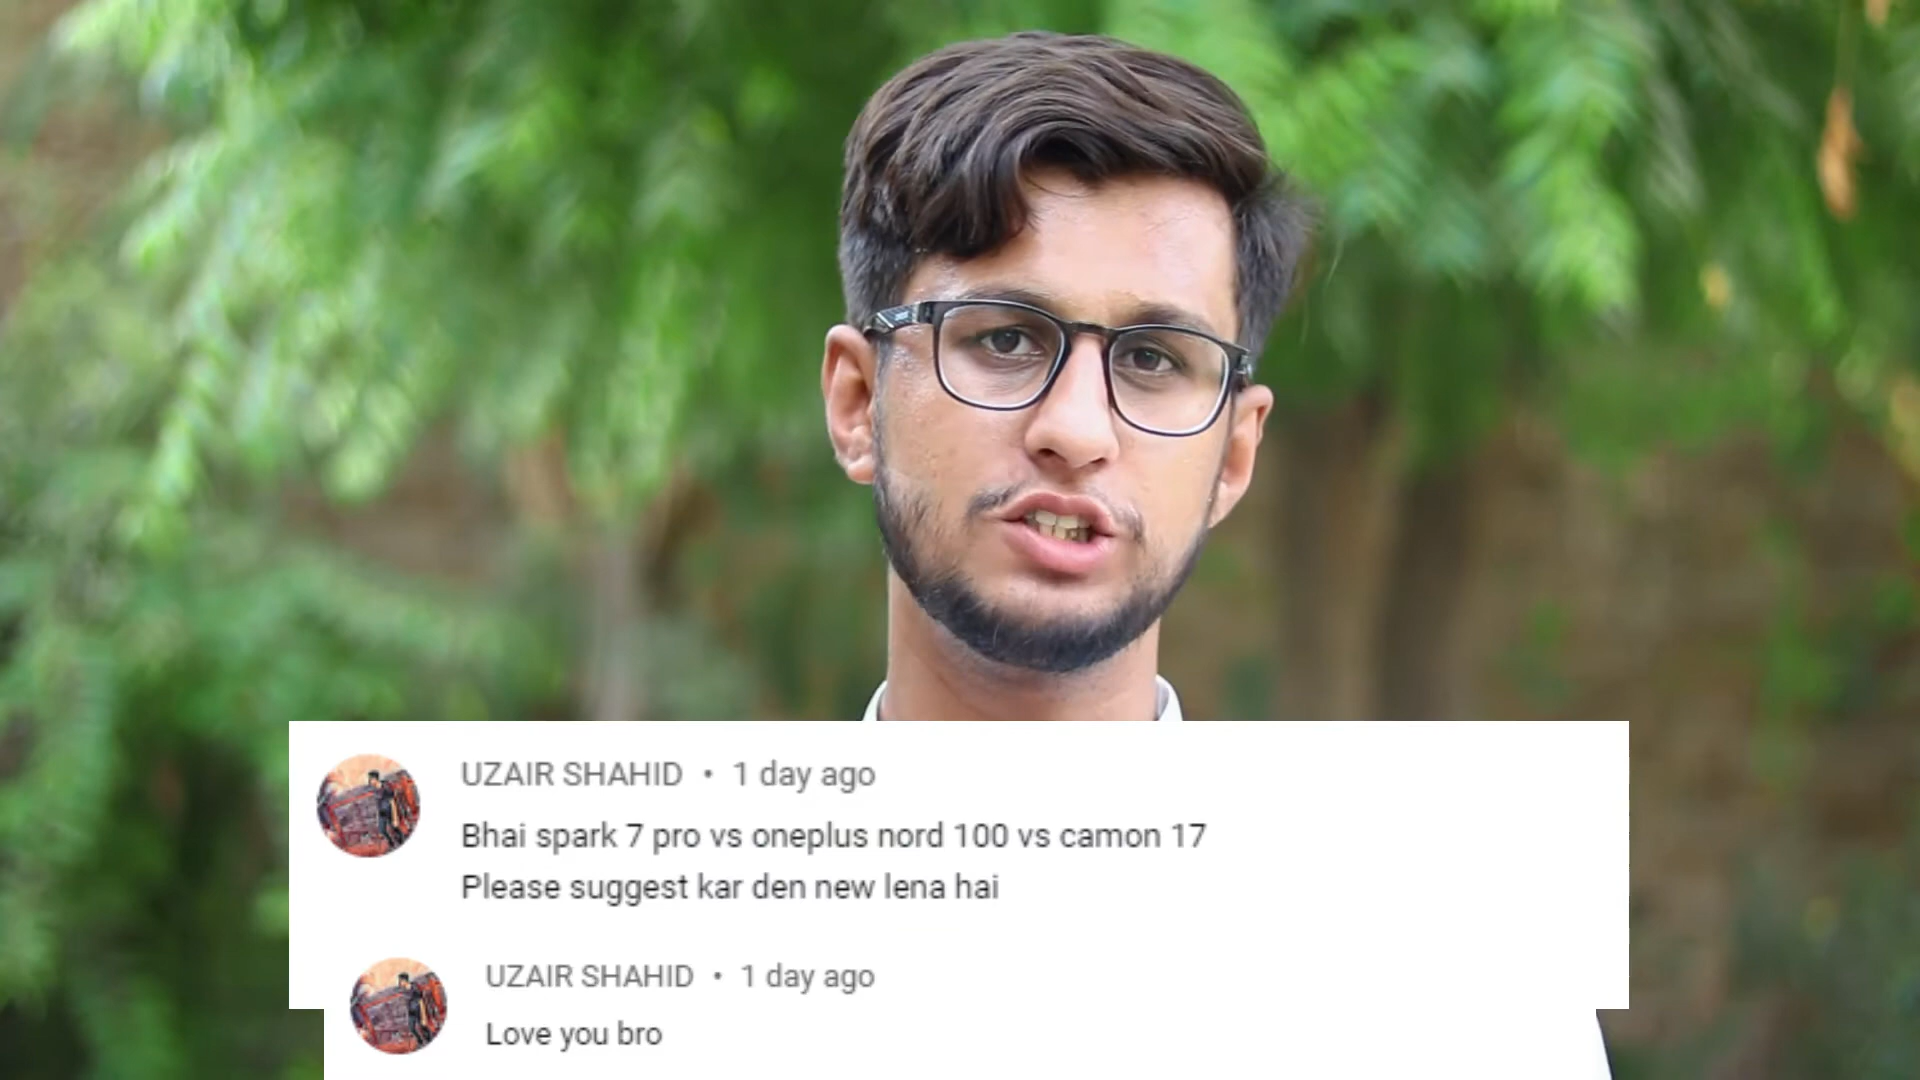 UZAIR SHAHID • 1 day ago
Bhai spark 7 pro vs oneplus nord 100 vs camon 17
Please suggest kar den new lena hai
UZAIR SHAHID • 1 day ago
Love you bro